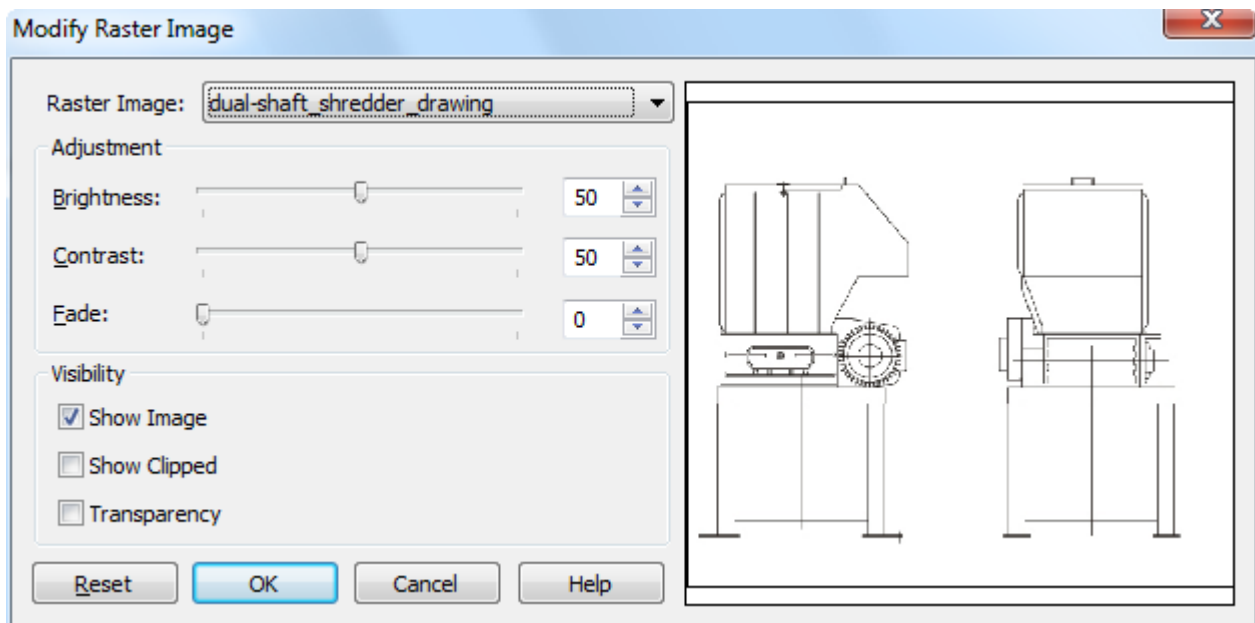 Modify Raster Image
Raster Image: dual-shaft_shredder_drawing
Adjustment
Brightness: 50
Contrast: 50
Fade: 0
Visibility
Show Image
Show Clipped
Transparency
Reset OK Cancel Help